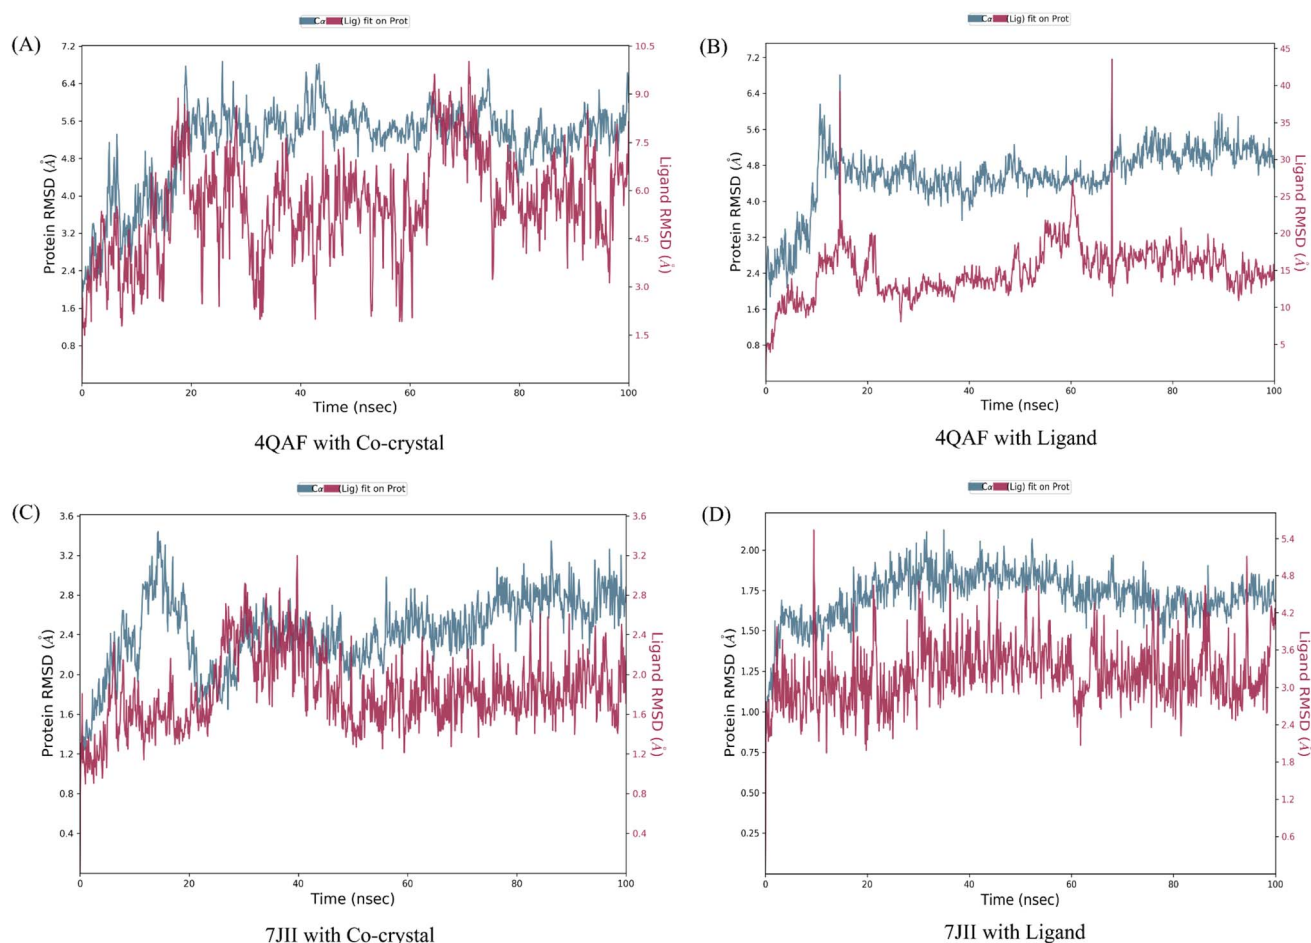 Cα (Lig) fit on Prot
(A)
7.2
6.4
5.6
4.8
4.0
3.2
2.4
1.6
0.8
Protein RMSD (Å)
10.5
9.0
7.5
6.0
4.5
3.0
1.5
Ligand RMSD (Å)
0 20 40 60 80 100
Time (nsec)
4QAF with Co-crystal
Cα (Lig) fit on Prot
(B)
7.2
6.4
5.6
4.8
4.0
3.2
2.4
1.6
0.8
Protein RMSD (Å)
45
40
35
30
25
20
15
10
5
Ligand RMSD (Å)
0 20 40 60 80 100
Time (nsec)
4QAF with Ligand
Cα (Lig) fit on Prot
(C)
3.6
3.2
2.8
2.4
2.0
1.6
1.2
0.8
0.4
Protein RMSD (Å)
3.6
3.2
2.8
2.4
2.0
1.6
1.2
0.8
0.4
Ligand RMSD (Å)
0 20 40 60 80 100
Time (nsec)
7JII with Co-crystal
Cα (Lig) fit on Prot
(D)
2.00
1.75
1.50
1.25
1.00
0.75
0.50
0.25
Protein RMSD (Å)
5.4
4.8
4.2
3.6
3.0
2.4
1.8
1.2
0.6
Ligand RMSD (Å)
0 20 40 60 80 100
Time (nsec)
7JII with Ligand